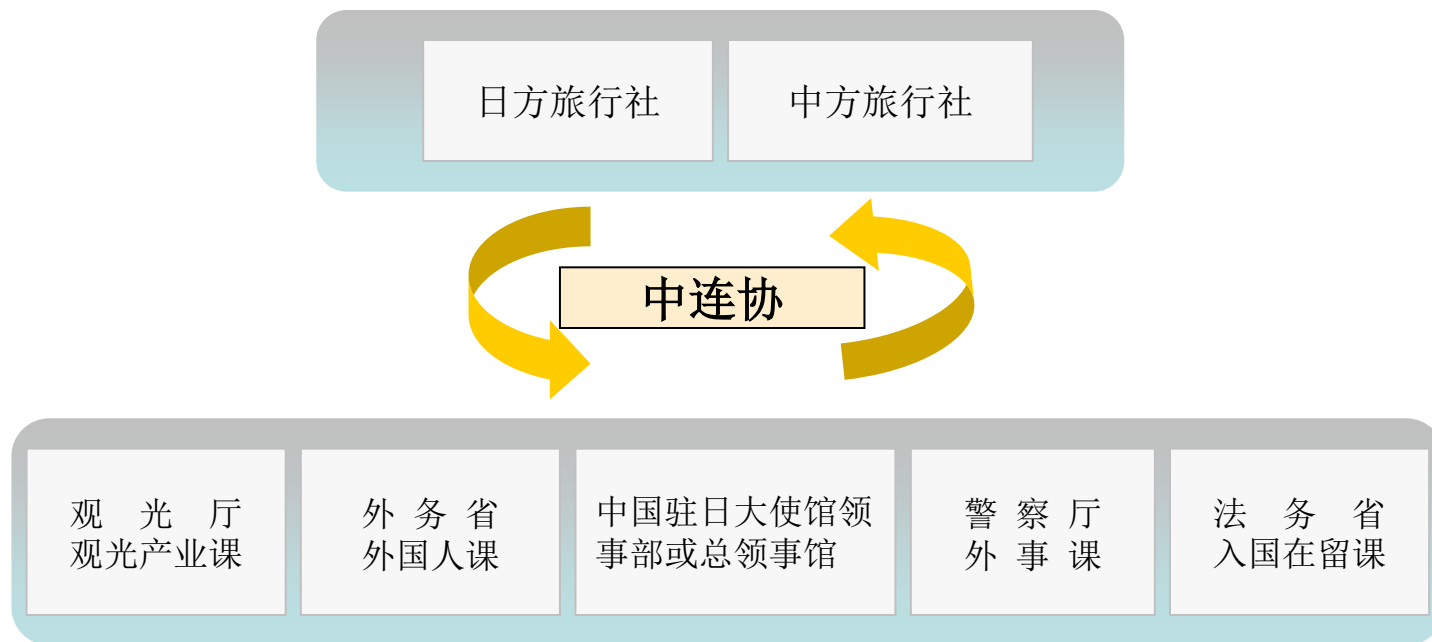 日方旅行社
中方旅行社
中连协
观光厅
观光产业课
外务省
外国人课
中国驻日大使馆领
事部或总领事馆
警察厅
外事课
法务省
入国在留课